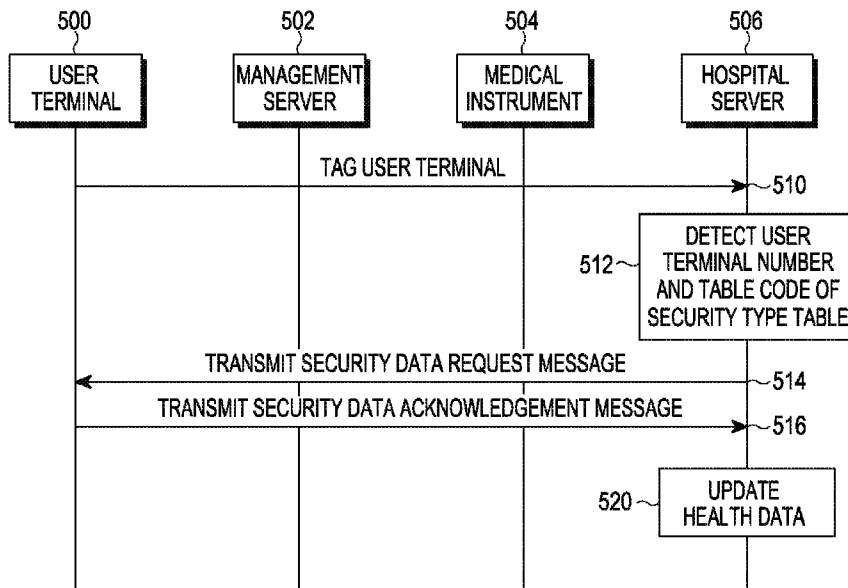 500
502
504
506
USER
TERMINAL
MANAGEMENT
SERVER
MEDICAL
INSTRUMENT
HOSPITAL
SERVER
TAG USER TERMINAL
510
512
DETECT USER
TERMINAL NUMBER
AND TABLE CODE OF
SECURITY TYPE TABLE
TRANSMIT SECURITY DATA REQUEST MESSAGE
514
TRANSMIT SECURITY DATA ACKNOWLEDGEMENT MESSAGE
516
520
UPDATE
HEALTH DATA